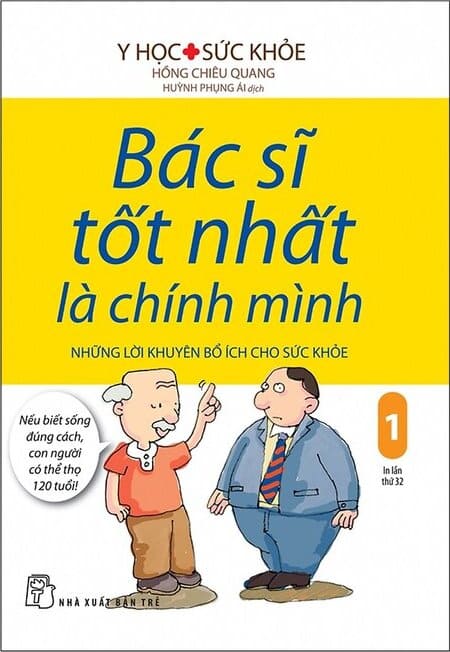 Y HỌC + SỨC KHỎE
HỒNG CHIÊU QUANG
HUỲNH PHỤNG ÁI dịch
Bác sĩ
tốt nhất
là chính mình
NHỮNG LỜI KHUYÊN BỔ ÍCH CHO SỨC KHỎE
Nếu biết sống
đúng cách,
con người
có thể thọ
120 tuổi!
1
In lần
thứ 32
NHÀ XUẤT BẢN TRẺ